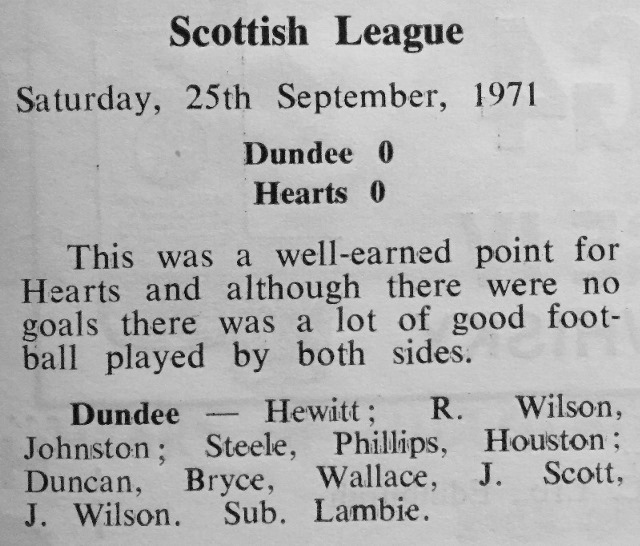 Scottish League
Saturday, 25th September, 1971
Dundee 0
Hearts 0
This was a well-earned point for
Hearts and although there were no
goals there was a lot of good foot-
ball played by both sides.
Dundee — Hewitt; R. Wilson,
Johnston; Steele, Phillips, Houston;
Duncan, Bryce, Wallace, J. Scott,
J. Wilson. Sub. Lambie.